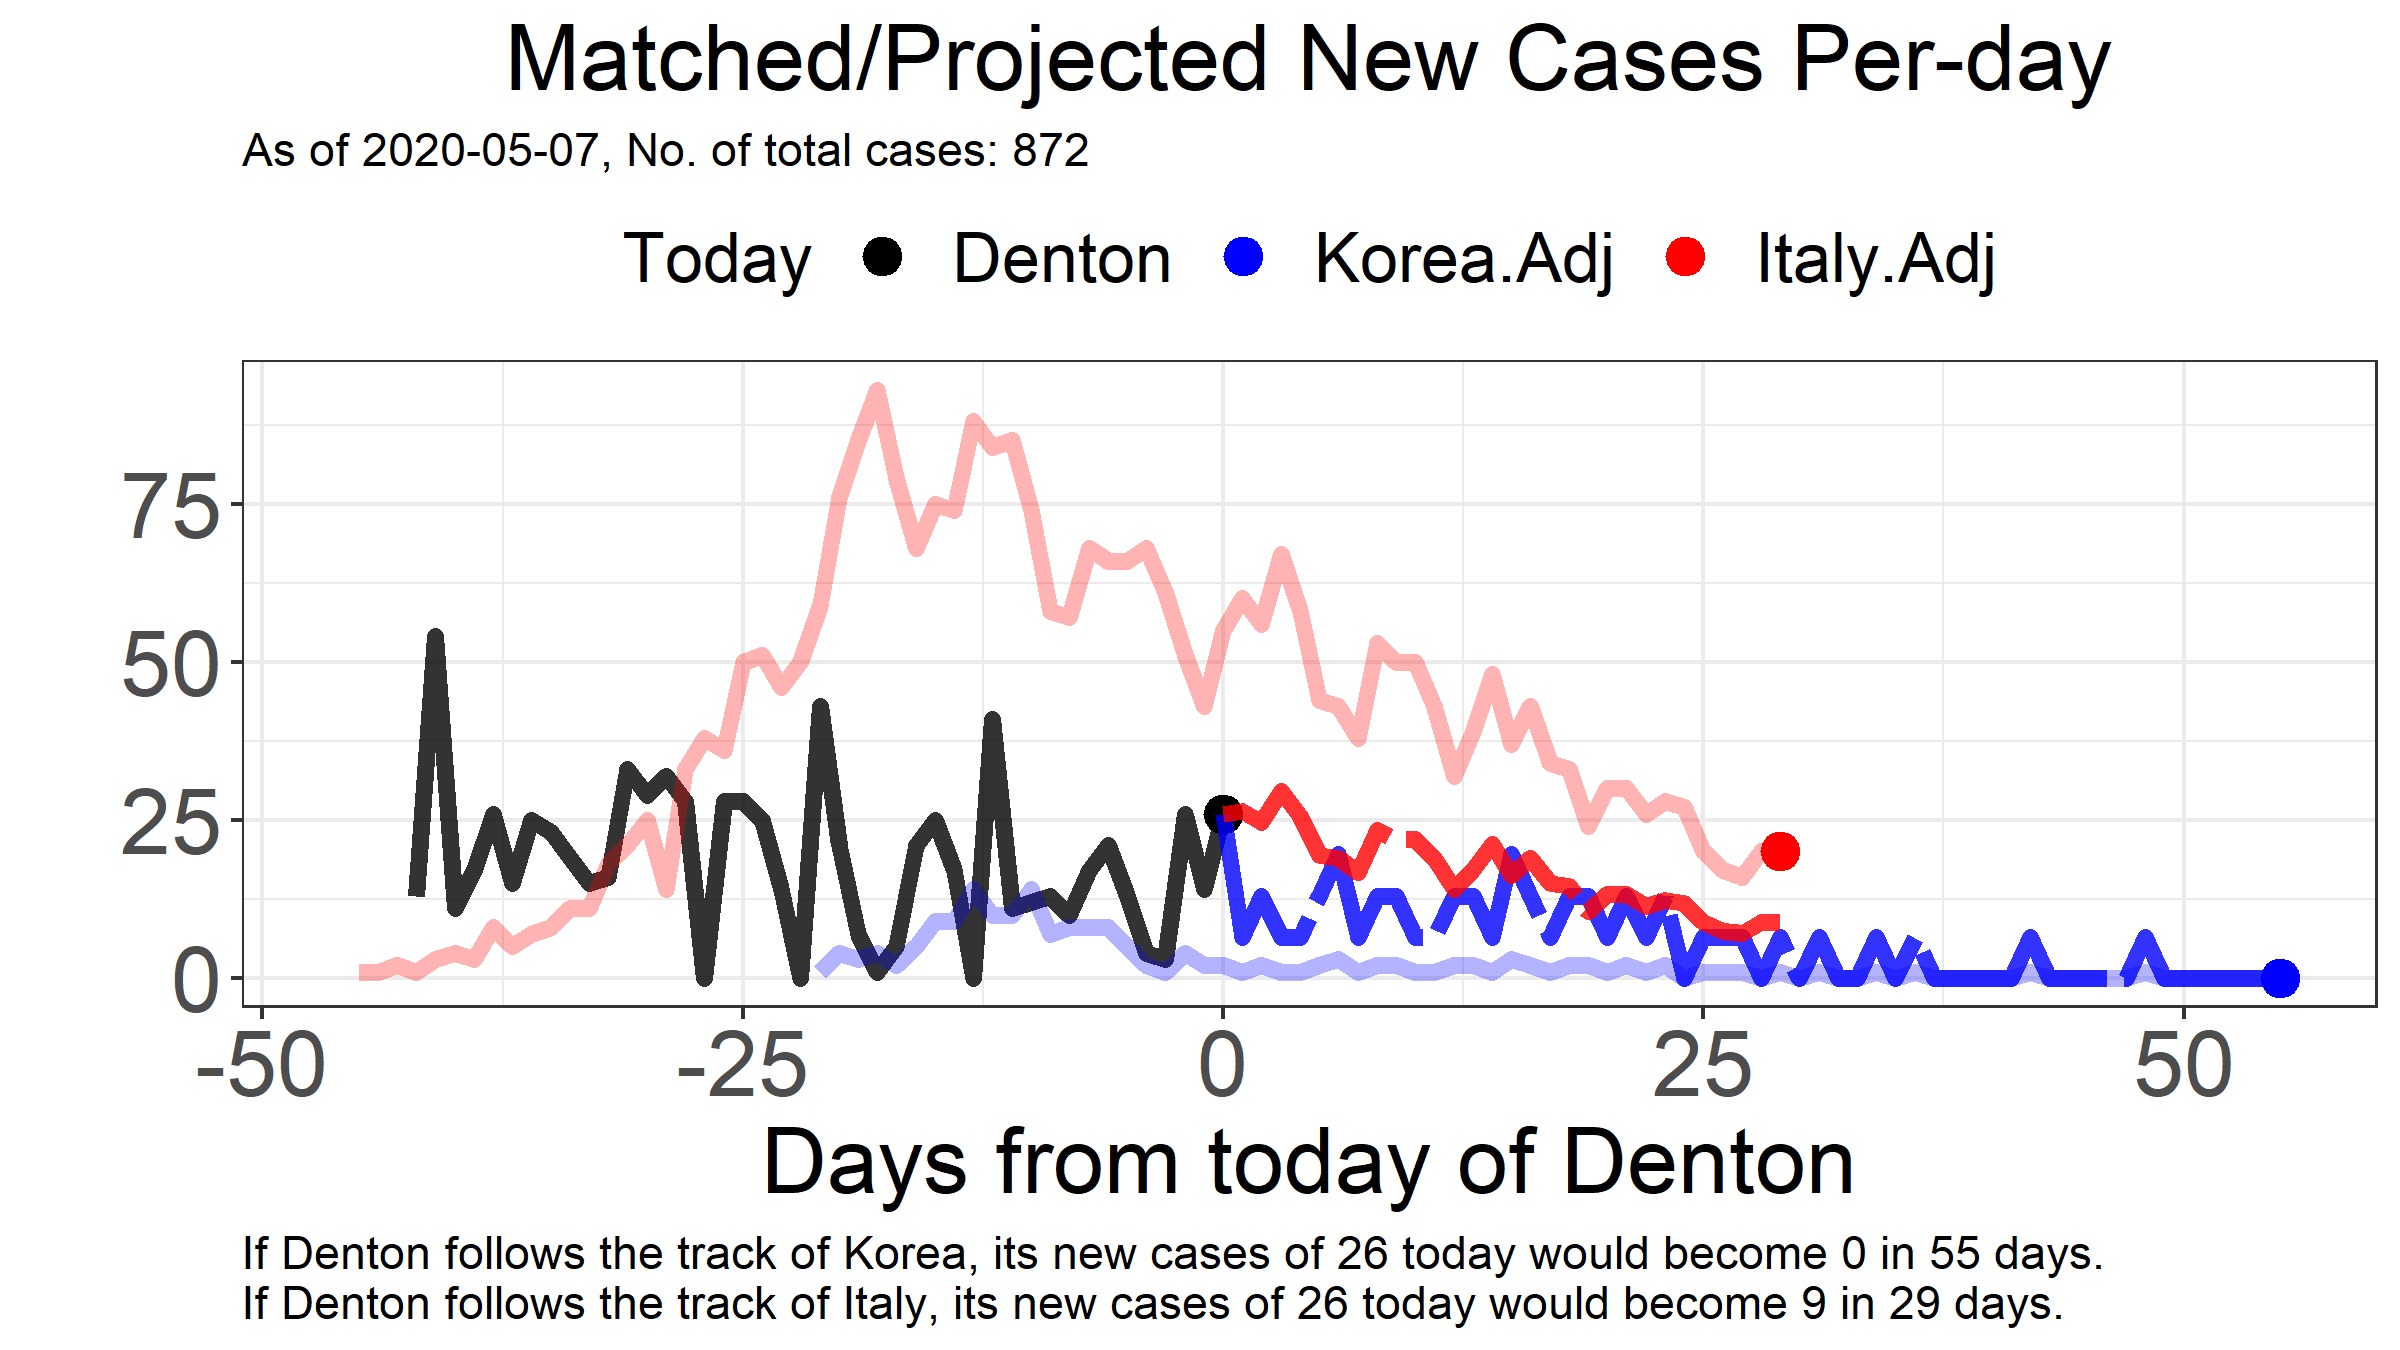 Matched/Projected New Cases Per-day
As of 2020-05-07, No. of total cases: 872
Today Denton Korea.Adj Italy.Adj
75
50
25
0
-50 -25 0 25 50
Days from today of Denton
If Denton follows the track of Korea, its new cases of 26 today would become 0 in 55 days.
If Denton follows the track of Italy, its new cases of 26 today would become 9 in 29 days.